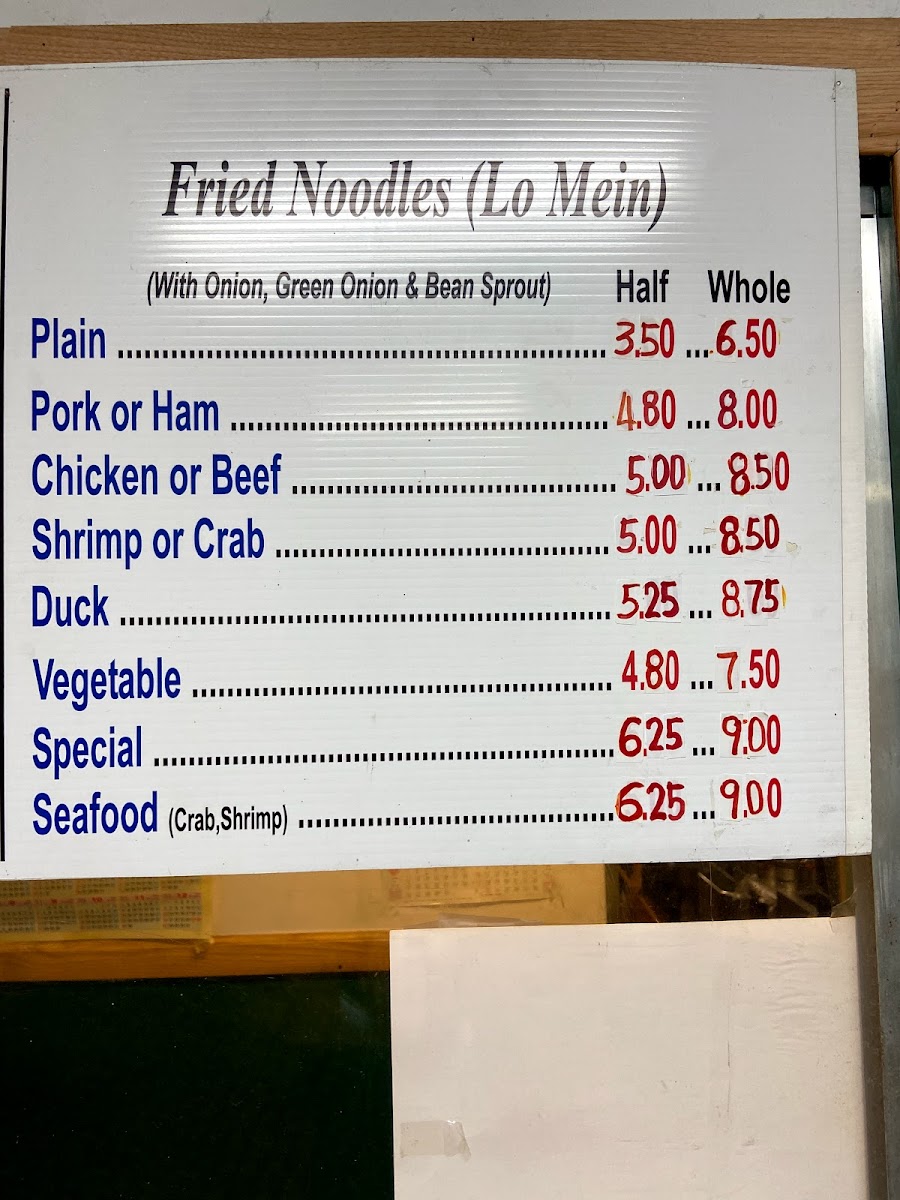 Fried Noodles (Lo Mein)
(With Onion, Green Onion & Bean Sprout) Half Whole
Plain ........ 3.50 ... 6.50
Pork or Ham ........ 4.80 ... 8.00
Chicken or Beef ........ 5.00 ... 8.50
Shrimp or Crab ........ 5.00 ... 8.50
Duck ........ 5.25 ... 8.75
Vegetable ........ 4.80 ... 7.50
Special ........ 6.25 ... 9.00
Seafood (Crab,Shrimp) ........ 6.25 ... 9.00